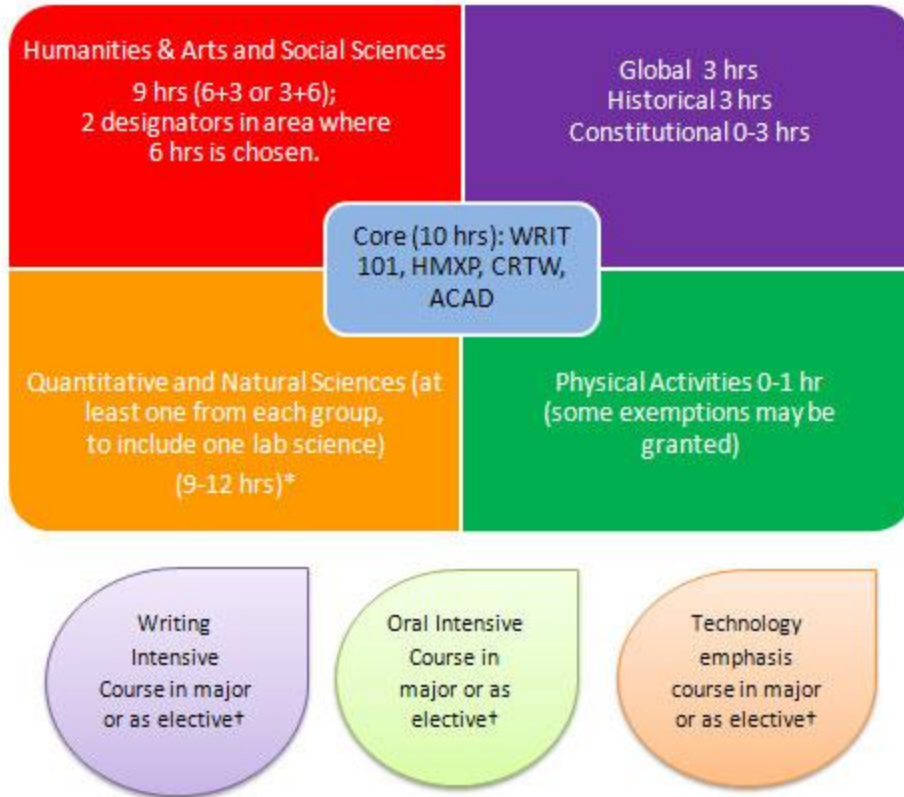 Humanities & Arts and Social Sciences
9 hrs (6+3 or 3+6);
2 designators in area where
6 hrs is chosen.
Global 3 hrs
Historical 3 hrs
Constitutional 0-3 hrs
Core (10 hrs): WRIT
101, HMXP, CRTW,
ACAD
Quantitative and Natural Sciences (at
least one from each group,
to include one lab science)
(9-12 hrs)*
Physical Activities 0-1 hr
(some exemptions may be
granted)
Writing
Intensive
Course in major
or as elective†
Oral Intensive
Course in
major or as
elective†
Technology
emphasis
course in major
or as elective†